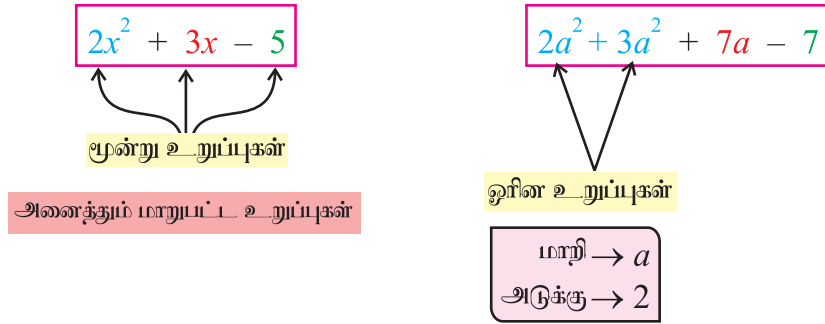 2x² + 3x – 5
மூன்று உறுப்புகள்
அனைத்தும் மாறுபட்ட உறுப்புகள்
2a² + 3a² + 7a – 7
ஓரின உறுப்புகள்
மாறி → a
அடுக்கு → 2